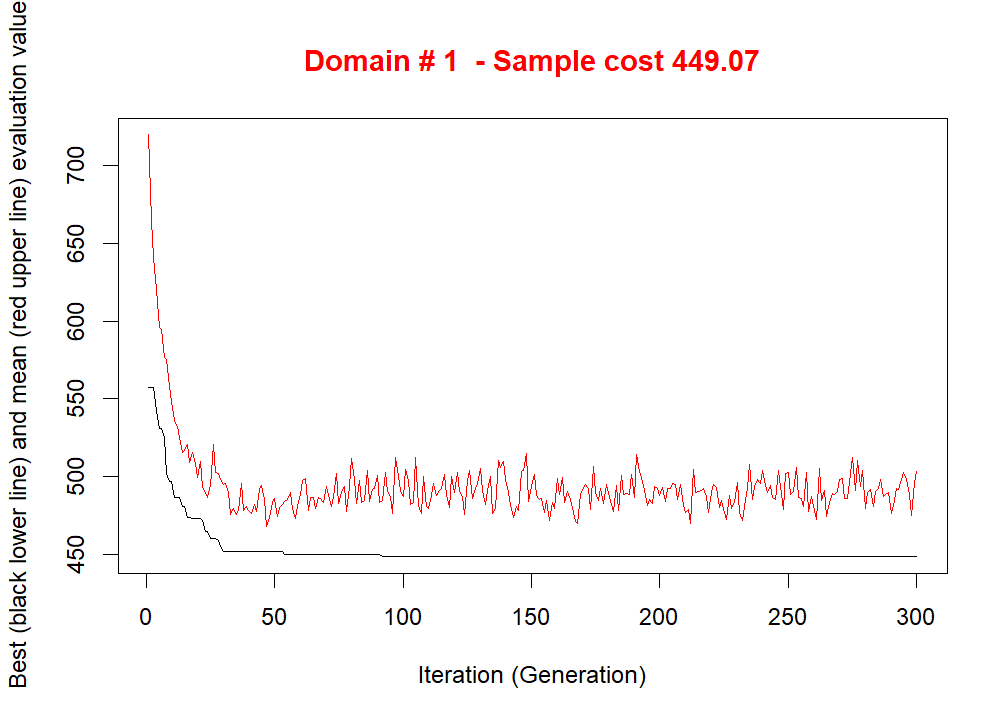 Domain # 1  - Sample cost 449.07
Best (black lower line) and mean (red upper line) evaluation value
700
650
600
550
500
450
0 50 100 150 200 250 300
Iteration (Generation)